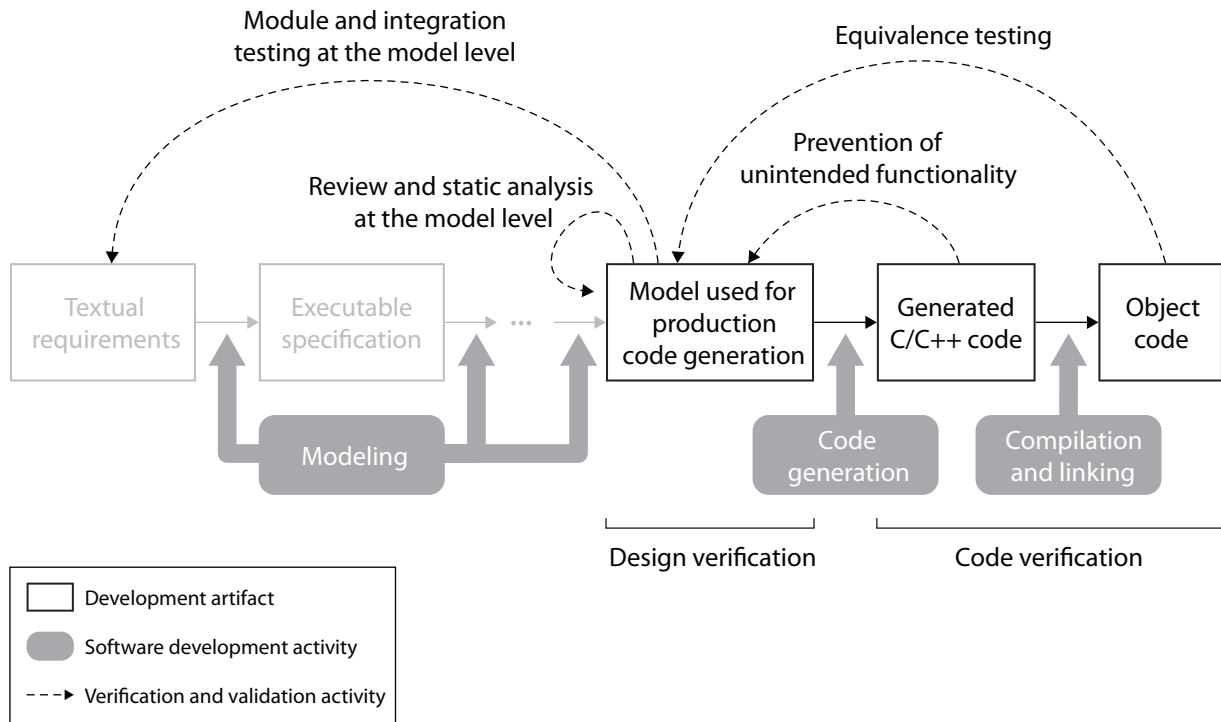 Module and integration
testing at the model level
Equivalence testing
Prevention of
unintended functionality
Review and static analysis
at the model level
Textual
requirements
Executable
specification
...
Model used for
production
code generation
Generated
C/C++ code
Object
code
Modeling
Code
generation
Compilation
and linking
Design verification
Code verification
Development artifact
Software development activity
Verification and validation activity